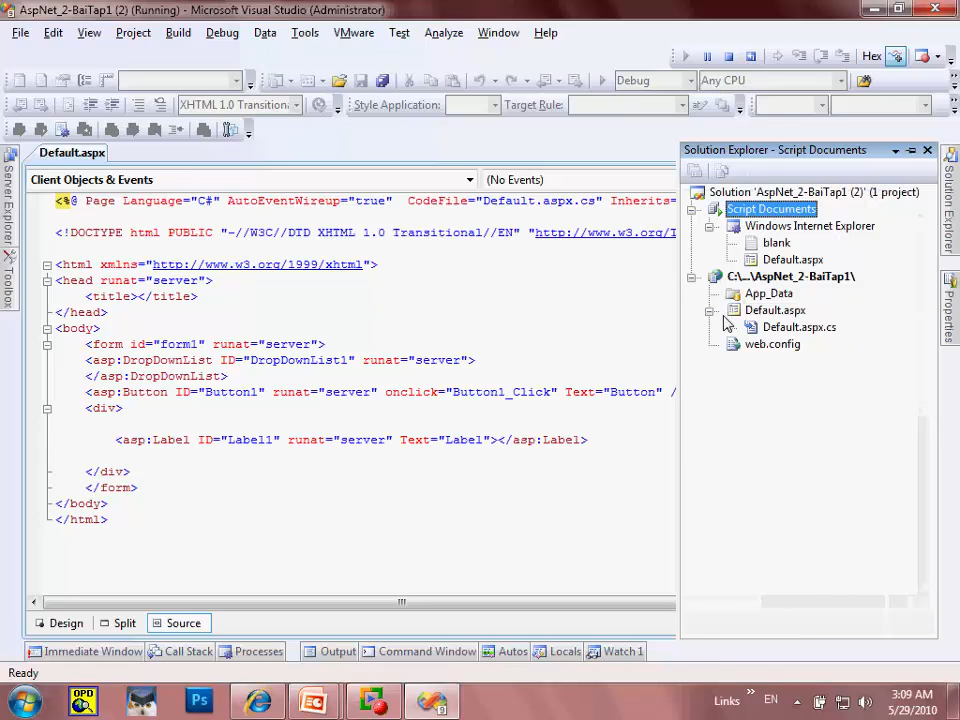 AspNet_2-BaiTap1 (2) (Running) - Microsoft Visual Studio (Administrator)
File Edit View Project Build Debug Data Tools VMware Test Analyze Window Help
Hex
Debug Any CPU
XHTML 1.0 Transition Style Application: Target Rule:
Default.aspx
Client Objects & Events (No Events)
<%@ Page Language="C#" AutoEventWireup="true" CodeFile="Default.aspx.cs" Inherits=
<!DOCTYPE html PUBLIC "-//W3C//DTD XHTML 1.0 Transitional//EN" "http://www.w3.org/T
<html xmlns="http://www.w3.org/1999/xhtml">
<head runat="server">
<title></title>
</head>
<body>
<form id="form1" runat="server">
<asp:DropDownList ID="DropDownList1" runat="server">
</asp:DropDownList>
<asp:Button ID="Button1" runat="server" onclick="Button1_Click" Text="Button" /
<div>
<asp:Label ID="Label1" runat="server" Text="Label"></asp:Label>
</div>
</form>
</body>
</html>
Design Split Source
Server Explorer
Toolbox
Solution Explorer - Script Documents
Solution 'AspNet_2-BaiTap1 (2)' (1 project)
Script Documents
Windows Internet Explorer
blank
Default.aspx
C:\...\AspNet_2-BaiTap1\
App_Data
Default.aspx
Default.aspx.cs
web.config
Solution Explorer
Properties
Immediate Window Call Stack Processes Output Command Window Autos Locals Watch 1
Ready
OPD
Ps
Links » EN
3:09 AM
5/29/2010